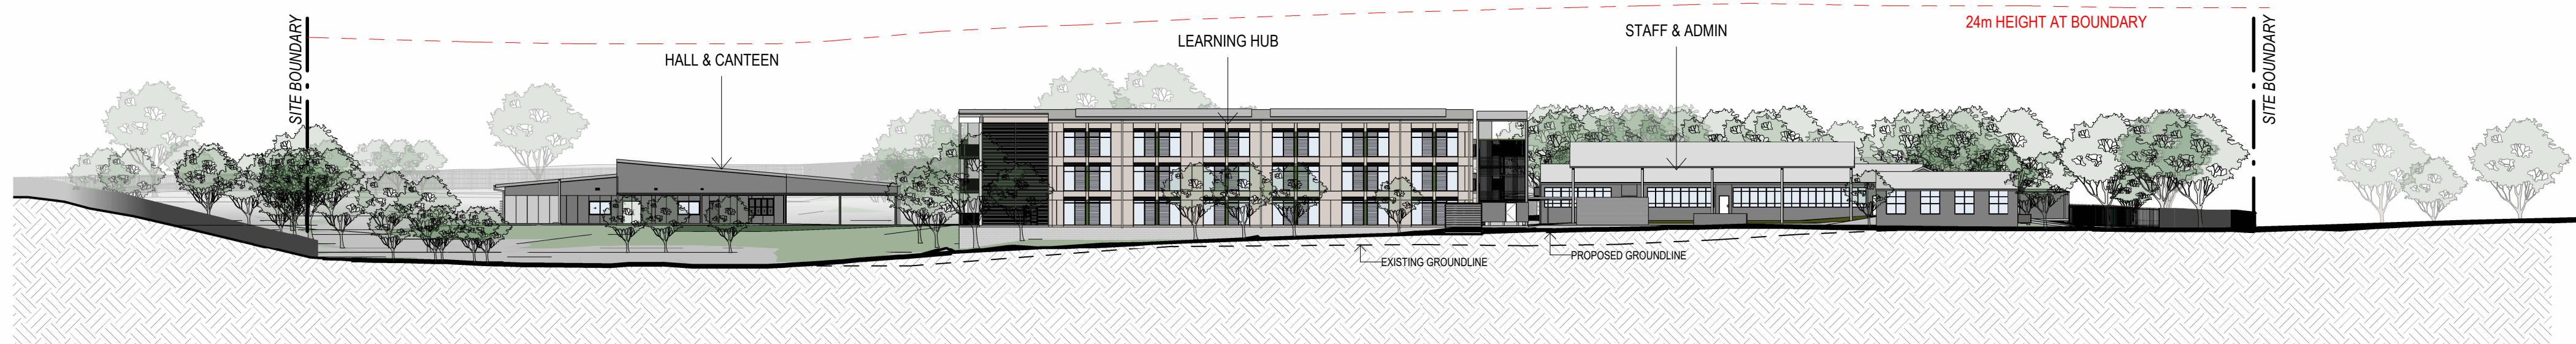 SITE BOUNDARY
HALL & CANTEEN
LEARNING HUB
STAFF & ADMIN
24m HEIGHT AT BOUNDARY
SITE BOUNDARY
EXISTING GROUNDLINE
PROPOSED GROUNDLINE